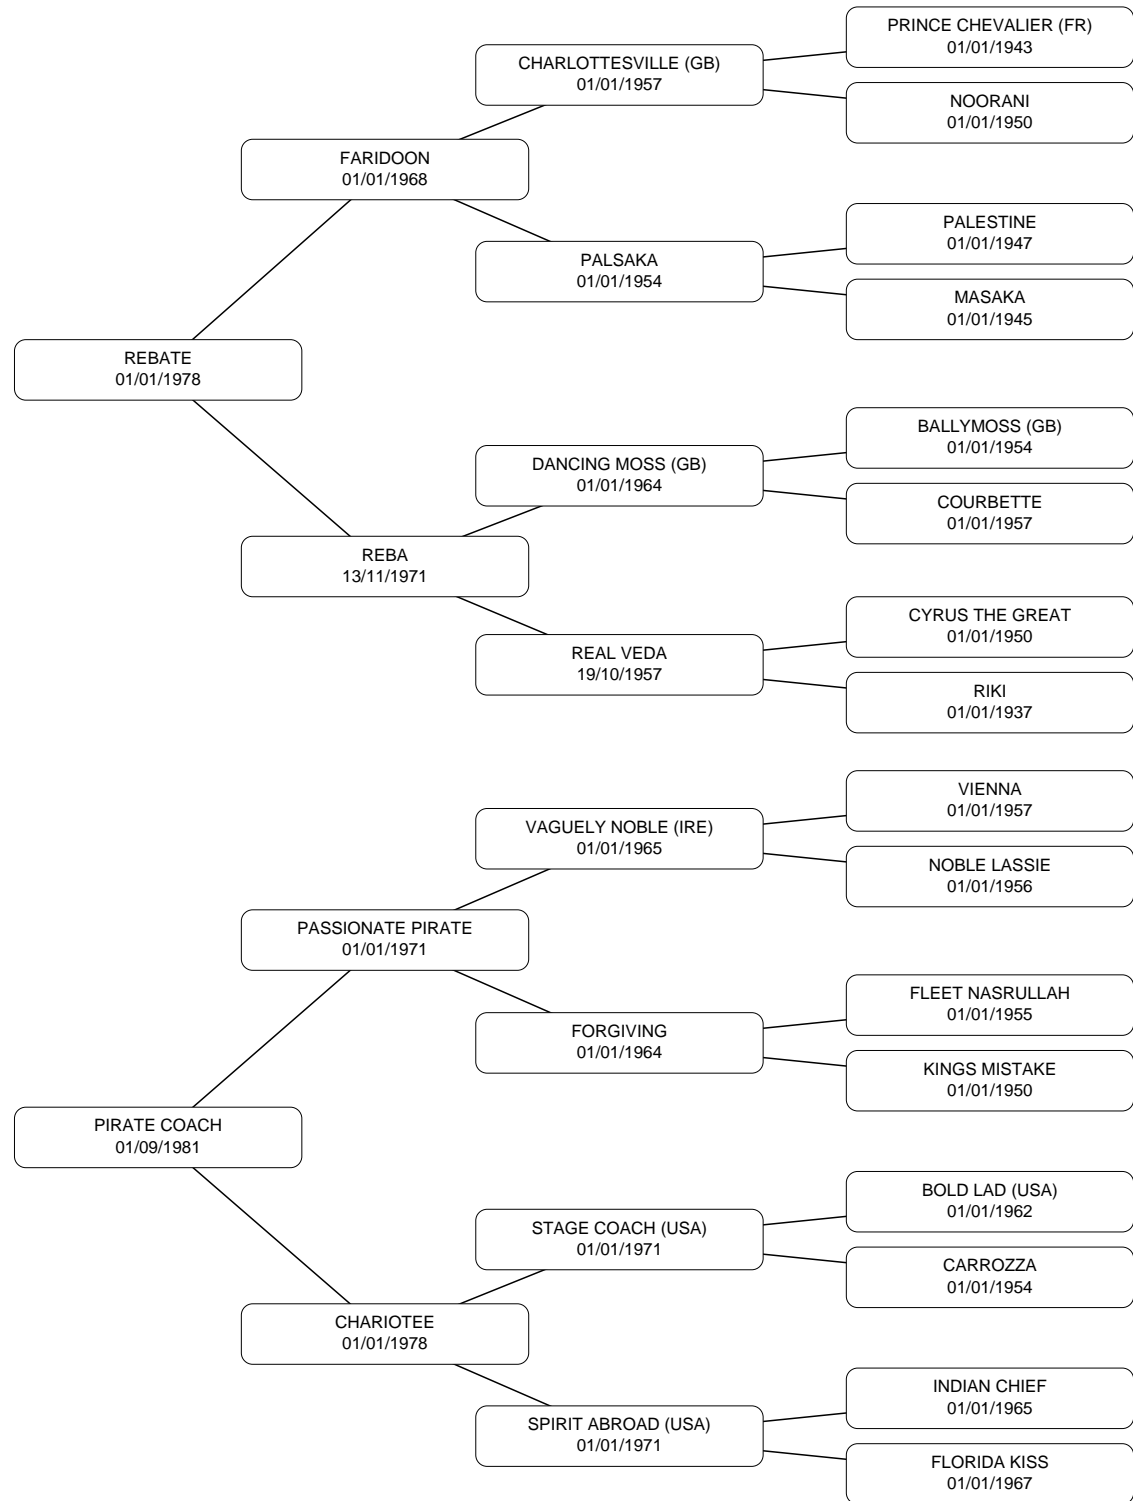 PRINCE CHEVALIER (FR)
01/01/1943
CHARLOTTESVILLE (GB)
01/01/1957
NOORANI
01/01/1950
FARIDOON
01/01/1968
PALESTINE
01/01/1947
PALSAKA
01/01/1954
MASAKA
01/01/1945
REBATE
01/01/1978
BALLYMOSS (GB)
01/01/1954
DANCING MOSS (GB)
01/01/1964
COURBETTE
01/01/1957
REBA
13/11/1971
CYRUS THE GREAT
01/01/1950
REAL VEDA
19/10/1957
RIKI
01/01/1937
VIENNA
01/01/1957
VAGUELY NOBLE (IRE)
01/01/1965
NOBLE LASSIE
01/01/1956
PASSIONATE PIRATE
01/01/1971
FLEET NASRULLAH
01/01/1955
FORGIVING
01/01/1964
KINGS MISTAKE
01/01/1950
PIRATE COACH
01/09/1981
BOLD LAD (USA)
01/01/1962
STAGE COACH (USA)
01/01/1971
CARROZZA
01/01/1954
CHARIOTEE
01/01/1978
INDIAN CHIEF
01/01/1965
SPIRIT ABROAD (USA)
01/01/1971
FLORIDA KISS
01/01/1967